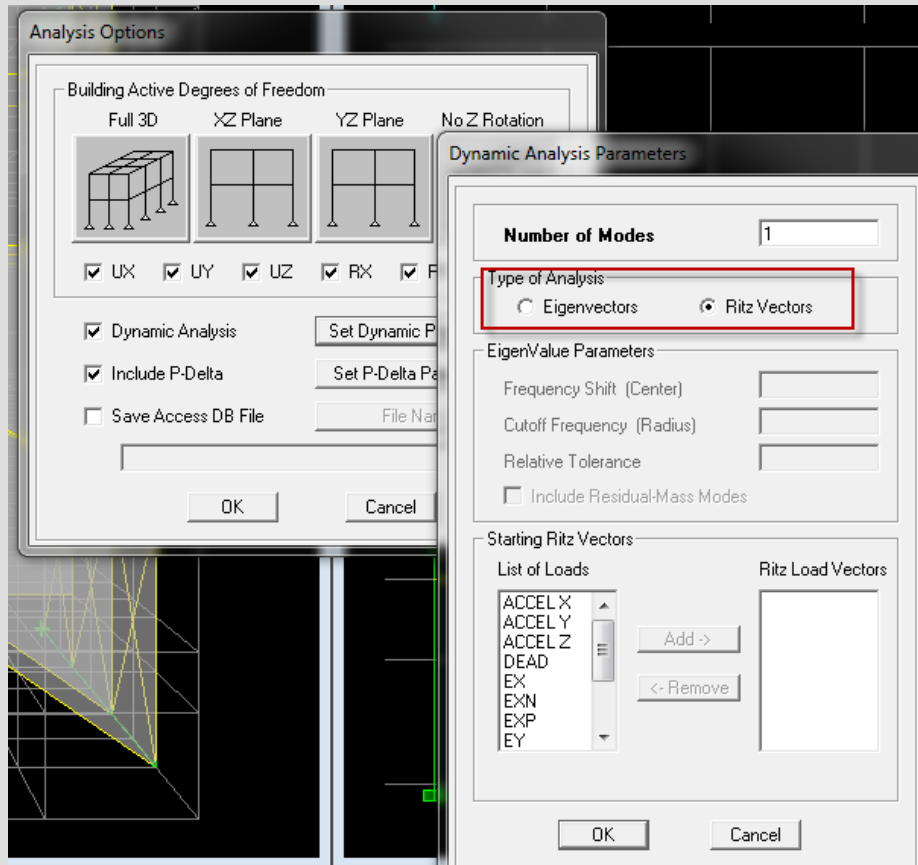 Analysis Options
Building Active Degrees of Freedom
Full 3D XZ Plane YZ Plane No Z Rotation
UX UY UZ RX
Dynamic Analysis Set Dynamic P
Include P-Delta Set P-Delta Pa
Save Access DB File File Nar
OK Cancel
Dynamic Analysis Parameters
Number of Modes 1
Type of Analysis
Eigenvectors Ritz Vectors
EigenValue Parameters
Frequency Shift (Center)
Cutoff Frequency (Radius)
Relative Tolerance
Include Residual-Mass Modes
Starting Ritz Vectors
List of Loads Ritz Load Vectors
ACCEL X
ACCEL Y
ACCEL Z
DEAD
EX
EXN
EXP
EY
Add ->
<- Remove
OK Cancel